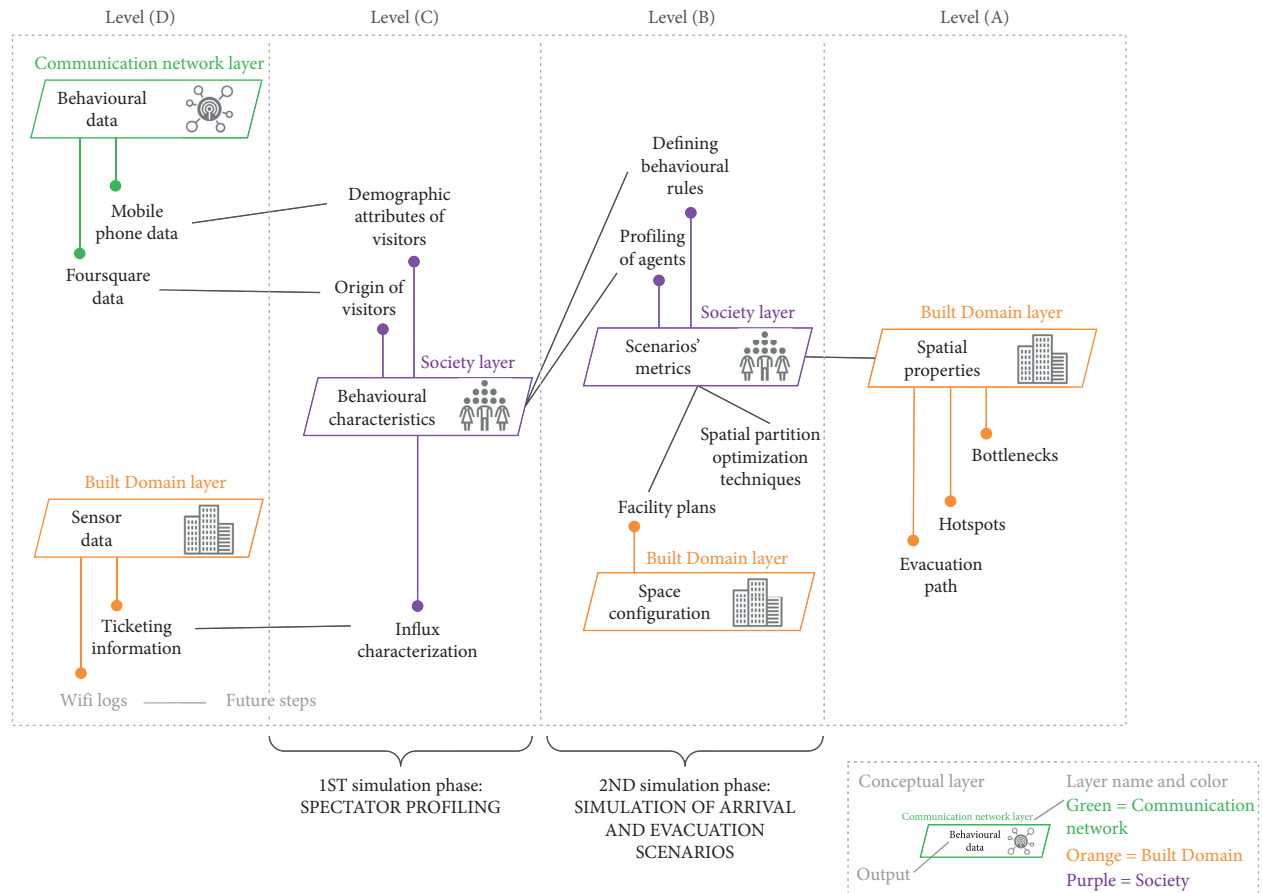 Level (D)
Level (C)
Level (B)
Level (A)
Communication network layer
Behavioural
data
Mobile
phone data
Foursquare
data
Built Domain layer
Sensor
data
Ticketing
information
Wifi logs
Future steps
Demographic
attributes of
visitors
Origin of
visitors
Society layer
Behavioural
characteristics
Influx
characterization
Defining
behavioural
rules
Profiling
of agents
Society layer
Scenarios'
metrics
Spatial partition
optimization
techniques
Facility plans
Built Domain layer
Space
configuration
Built Domain layer
Spatial
properties
Bottlenecks
Hotspots
Evacuation
path
1ST simulation phase:
SPECTATOR PROFILING
2ND simulation phase:
SIMULATION OF ARRIVAL
AND EVACUATION
SCENARIOS
Conceptual layer
Layer name and color
Green = Communication
network
Communication network layer
Behavioural
data
Orange = Built Domain
Output
Purple = Society